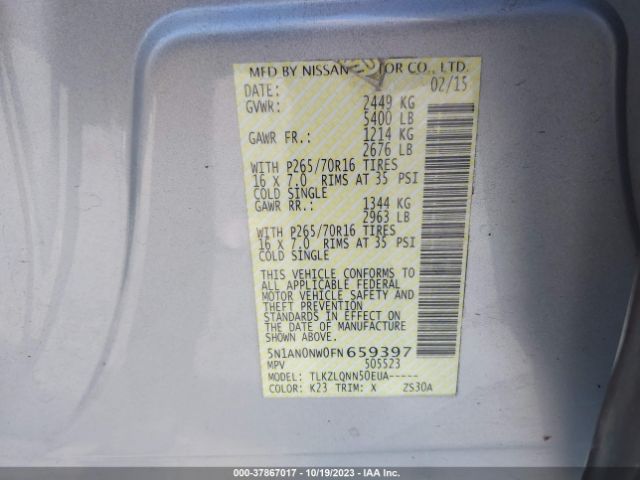 MFD BY NISSAN MOTOR CO., LTD.
DATE: 02/15
GVWR: 2449 KG
5400 LB
GAWR FR.: 1214 KG
2676 LB
WITH P265/70R16 TIRES
16 X 7.0 RIMS AT 35 PSI
COLD SINGLE
GAWR RR.: 1344 KG
2963 LB
WITH P265/70R16 TIRES
16 X 7.0 RIMS AT 35 PSI
COLD SINGLE
THIS VEHICLE CONFORMS TO
ALL APPLICABLE FEDERAL
MOTOR VEHICLE SAFETY AND
THEFT PREVENTION
STANDARDS IN EFFECT ON
THE DATE OF MANUFACTURE
SHOWN ABOVE.
5N1AN0NW0FN659397
MPV 505523
MODEL: TLKZLQNN50EUA-----
COLOR: K23 TRIM: X ZS30A
000-37867017 - 10/19/2023 - IAA Inc.